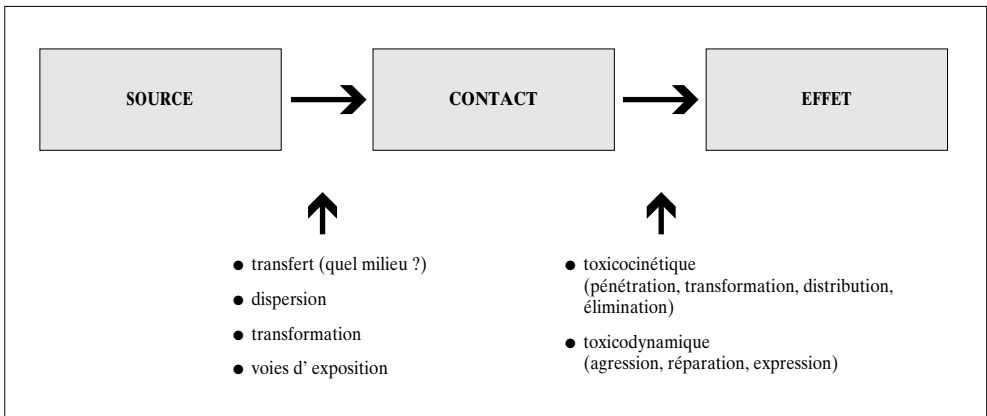 SOURCE
CONTACT
EFFET
● transfert (quel milieu ?)
● dispersion
● transformation
● voies d' exposition
● toxicocinétique
(pénétration, transformation, distribution,
élimination)
● toxicodynamique
(agression, réparation, expression)